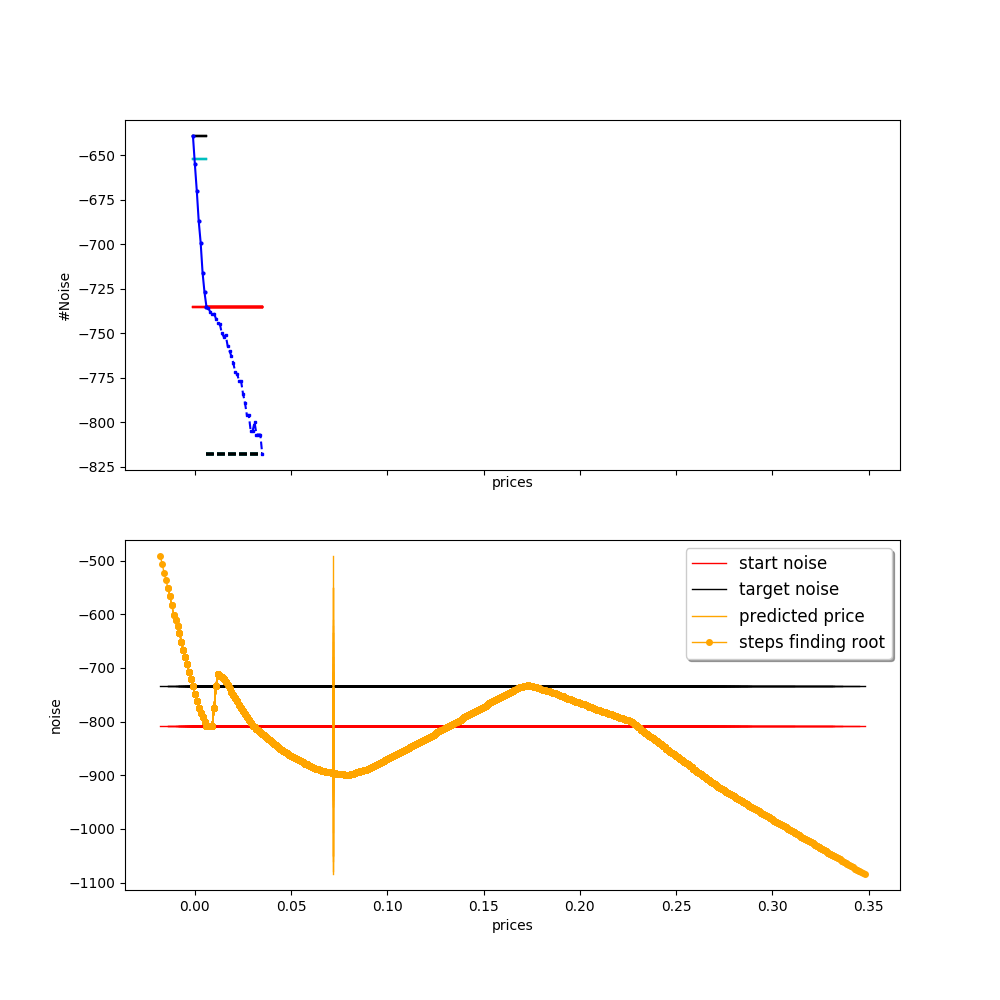 −650
−675
−700
−725
−750
−775
−800
−825
#Noise
prices
start noise
target noise
predicted price
steps finding root
−500
−600
−700
−800
−900
−1000
−1100
noise
0.00 0.05 0.10 0.15 0.20 0.25 0.30 0.35
prices